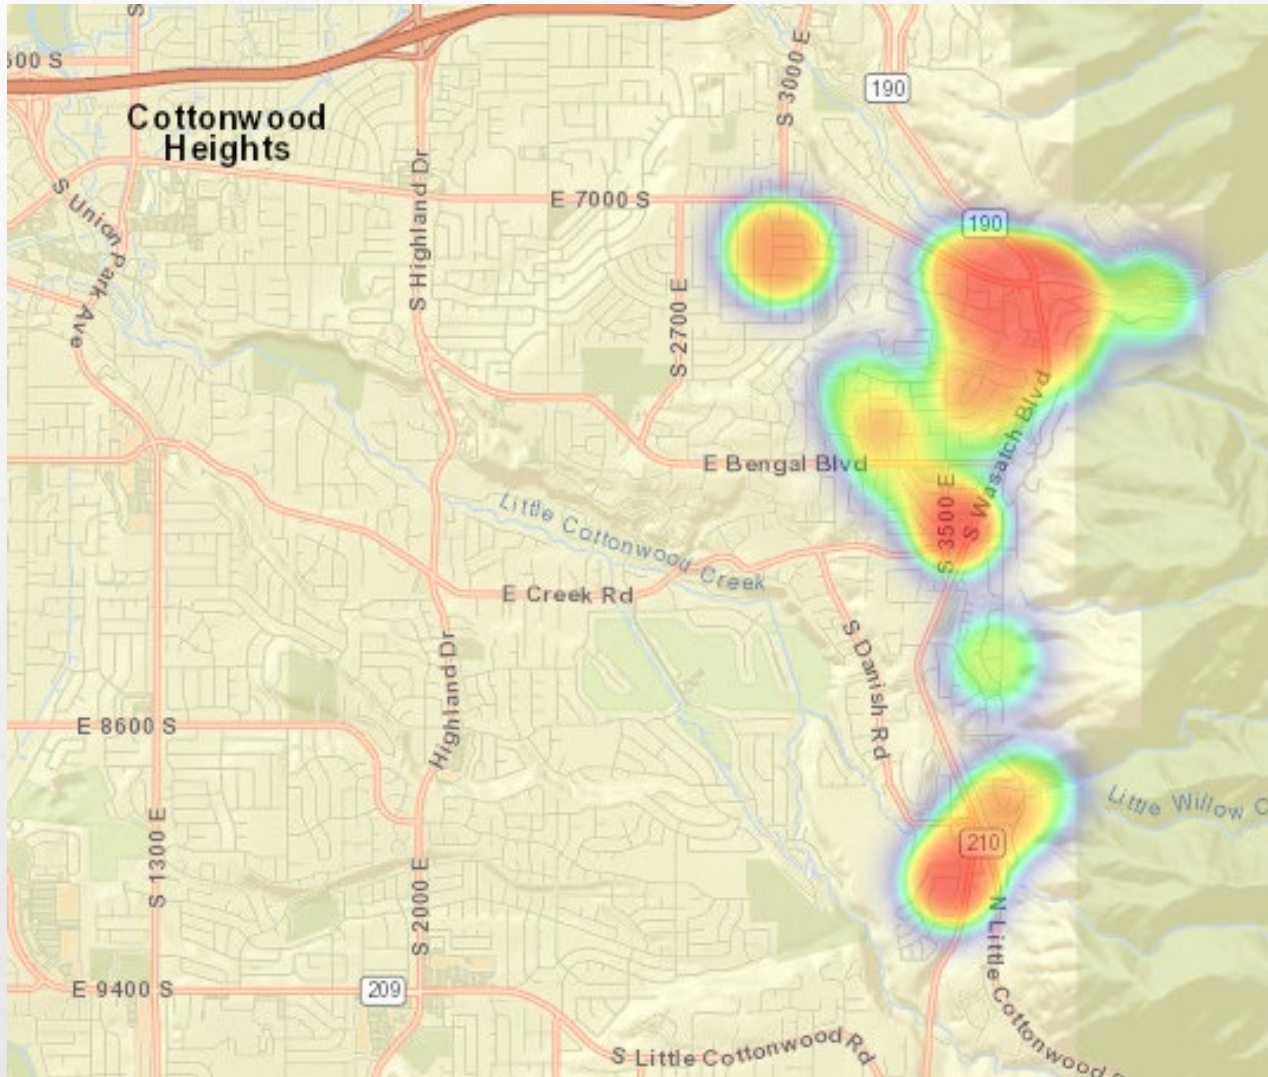 S
600 S
190
S 3000 E
Cottonwood
Heights
S Union Park Ave
S Highland Dr
E 7000 S
190
S 2700 E
S Wasatch Blvd
E Bengal Blvd
S 3500 E
Little Cottonwood Creek
E Creek Rd
S Danish Rd
Highland Dr
E 8600 S
Little Willow C
S 1300 E
210
S 2000 E
N Little Cottonwood R
E 9400 S
209
S Little Cottonwood Rd